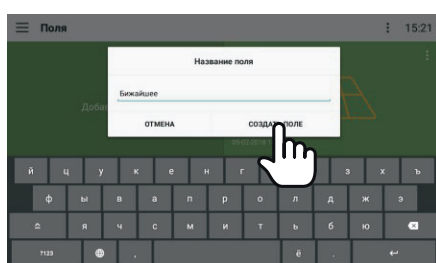 Поля 15:21
Название поля
Бижайшее
ОТМЕНА СОЗДАТЬ ПОЛЕ
й ц у к е н г з х ъ
ф ы в а п р о л д ж э
я ч с м и т ь б ю
?123 , ё .